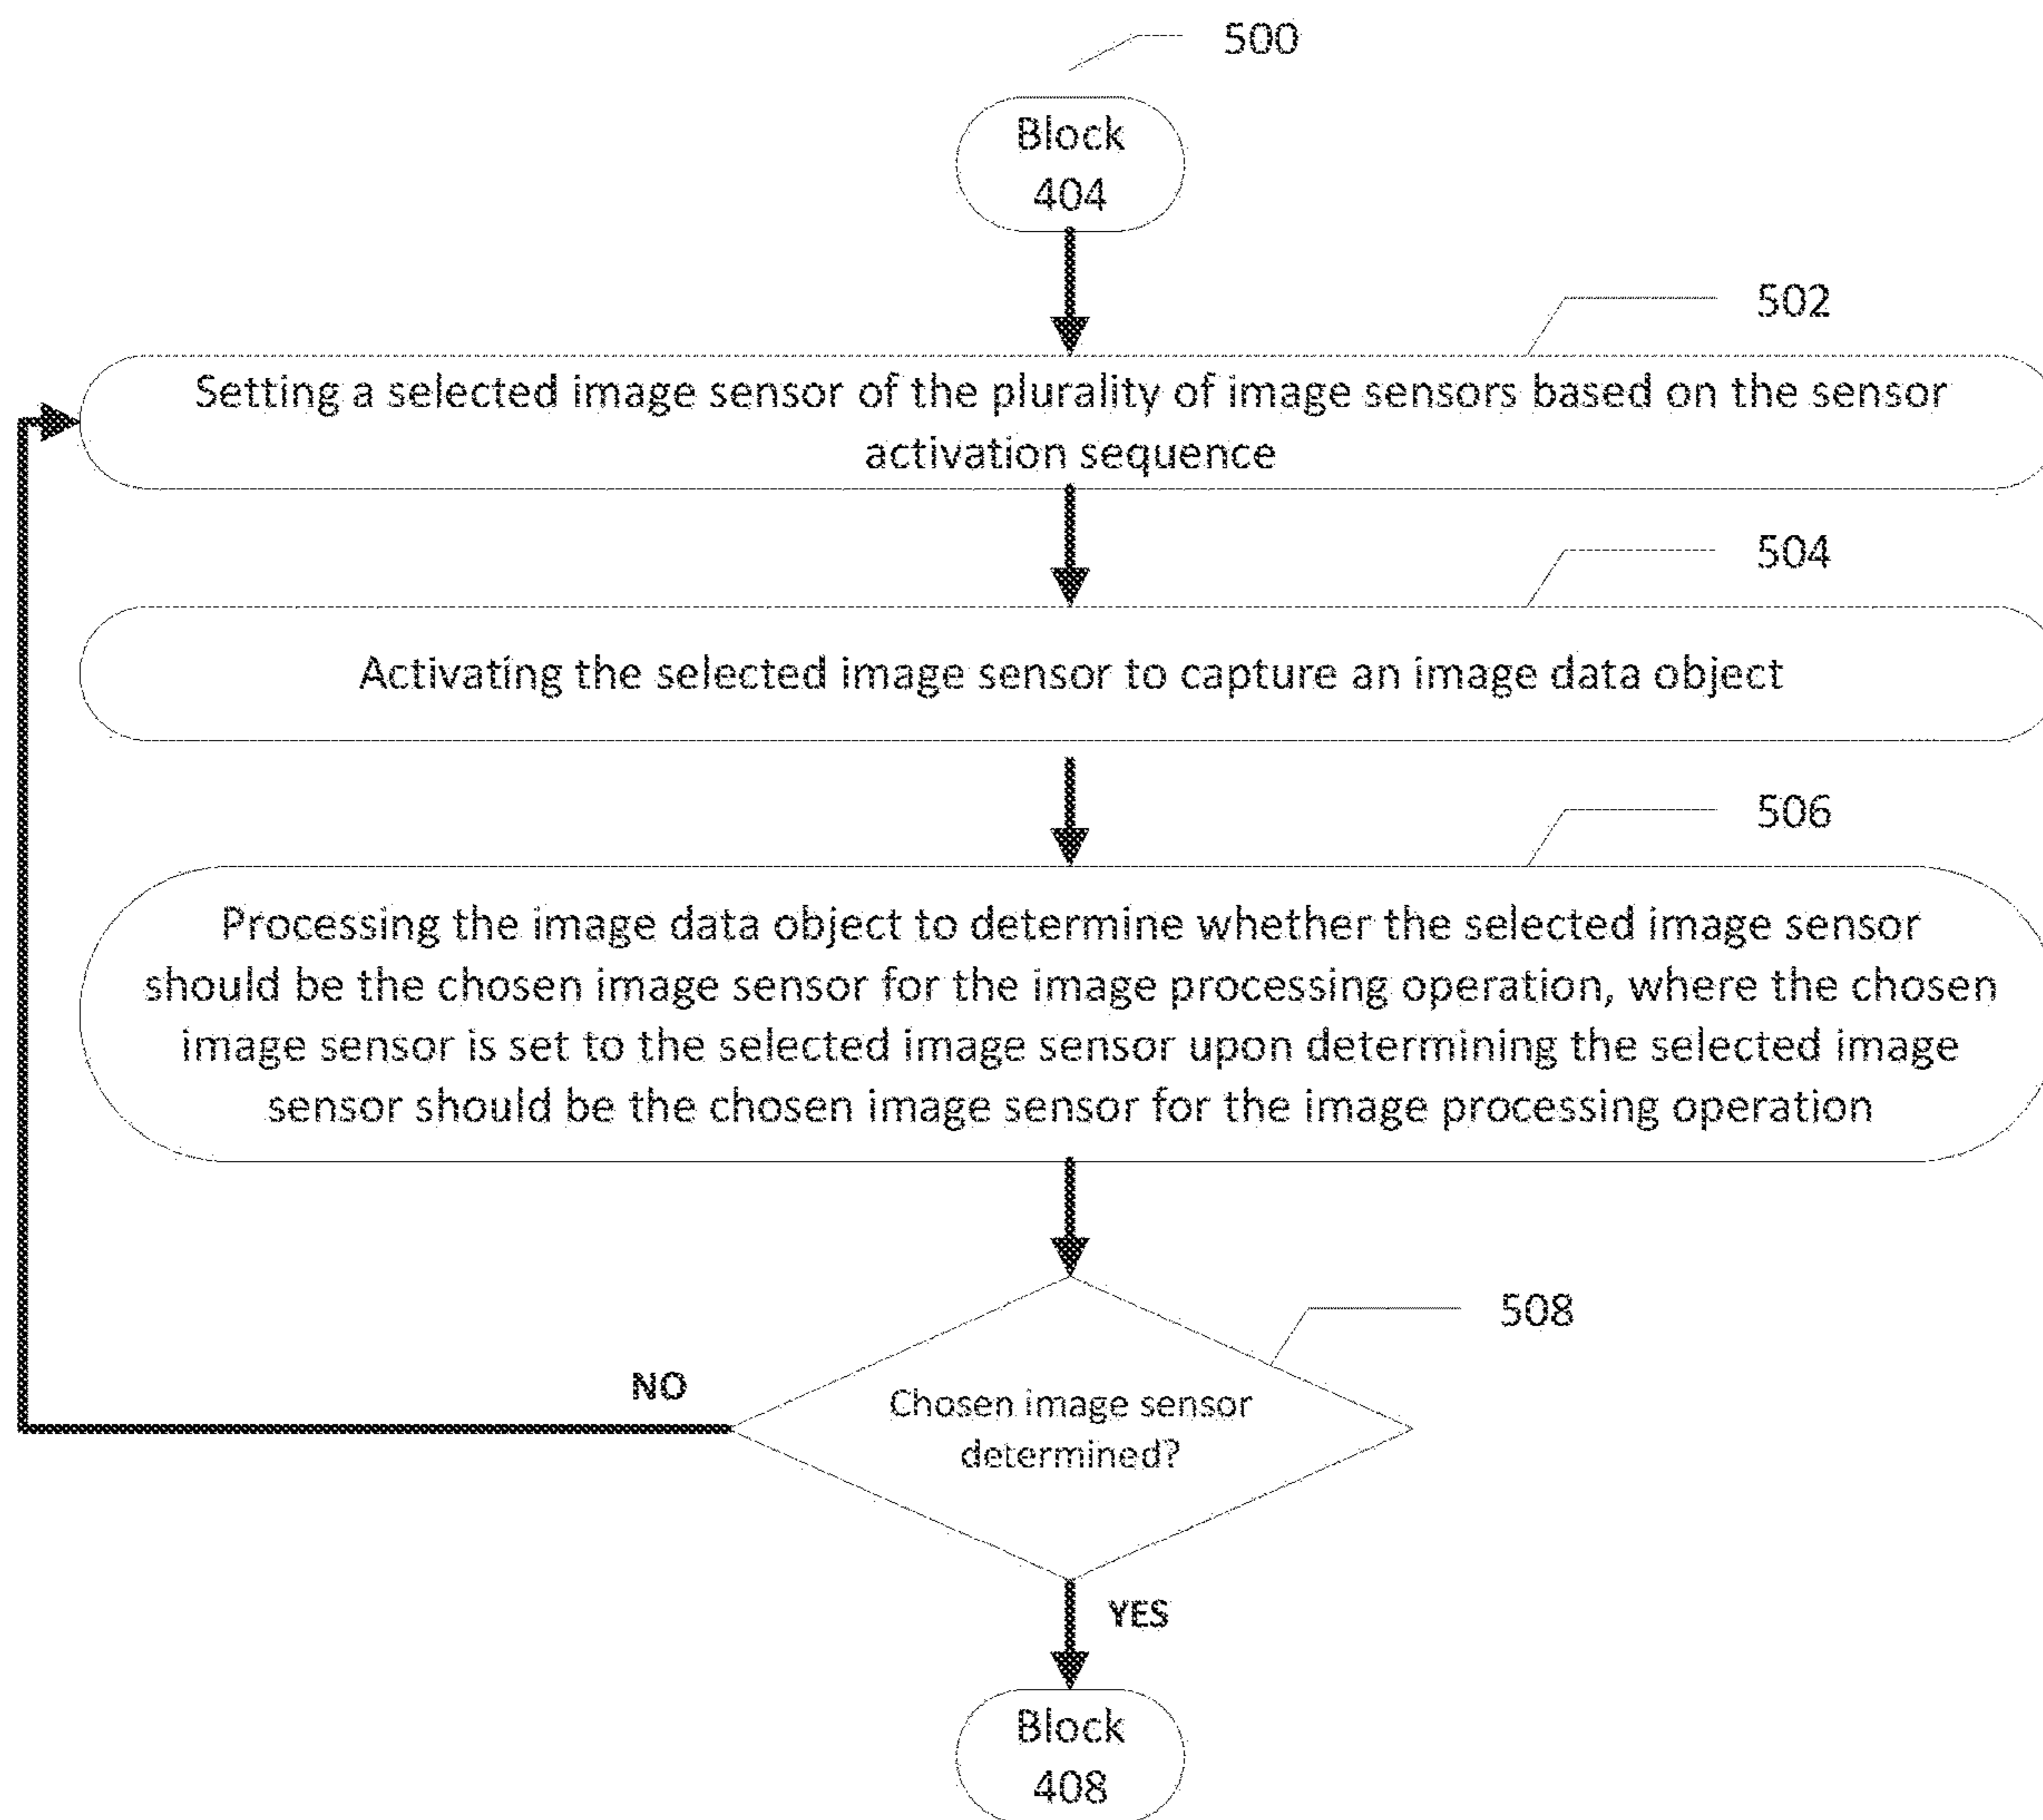 500
Block
404
502
Setting a selected image sensor of the plurality of image sensors based on the sensor
activation sequence
504
Activating the selected image sensor to capture an image data object
506
Processing the image data object to determine whether the selected image sensor
should be the chosen image sensor for the image processing operation, where the chosen
image sensor is set to the selected image sensor upon determining the selected image
sensor should be the chosen image sensor for the image processing operation
508
NO
Chosen image sensor
determined?
YES
Block
408